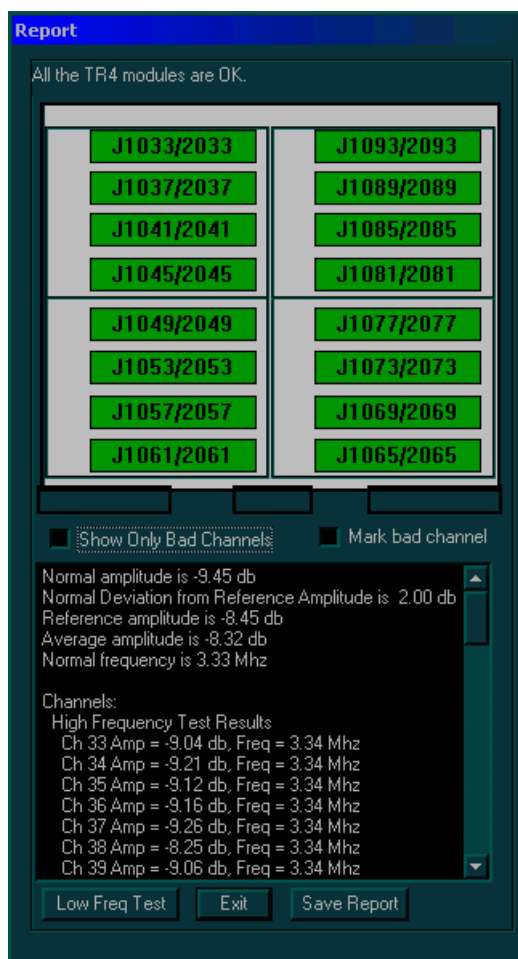 Report
All the TR4 modules are OK.
J1033/2033 J1093/2093
J1037/2037 J1089/2089
J1041/2041 J1085/2085
J1045/2045 J1081/2081
J1049/2049 J1077/2077
J1053/2053 J1073/2073
J1057/2057 J1069/2069
J1061/2061 J1065/2065
Show Only Bad Channels Mark bad channel
Normal amplitude is -9.45 db
Normal Deviation from Reference Amplitude is 2.00 db
Reference amplitude is -8.45 db
Average amplitude is -8.32 db
Normal frequency is 3.33 Mhz
Channels:
High Frequency Test Results
Ch 33 Amp = -9.04 db, Freq = 3.34 Mhz
Ch 34 Amp = -9.21 db, Freq = 3.34 Mhz
Ch 35 Amp = -9.12 db, Freq = 3.34 Mhz
Ch 36 Amp = -9.16 db, Freq = 3.34 Mhz
Ch 37 Amp = -9.26 db, Freq = 3.34 Mhz
Ch 38 Amp = -8.25 db, Freq = 3.34 Mhz
Ch 39 Amp = -9.06 db, Freq = 3.34 Mhz
Low Freq Test Exit Save Report